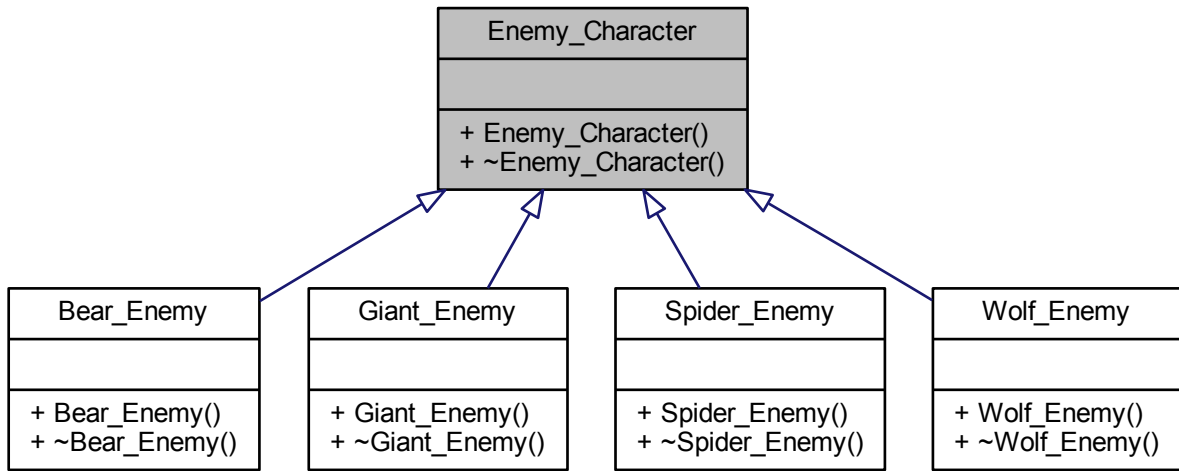 Enemy_Character
+ Enemy_Character()
+ ~Enemy_Character()
Bear_Enemy
+ Bear_Enemy()
+ ~Bear_Enemy()
Giant_Enemy
+ Giant_Enemy()
+ ~Giant_Enemy()
Spider_Enemy
+ Spider_Enemy()
+ ~Spider_Enemy()
Wolf_Enemy
+ Wolf_Enemy()
+ ~Wolf_Enemy()